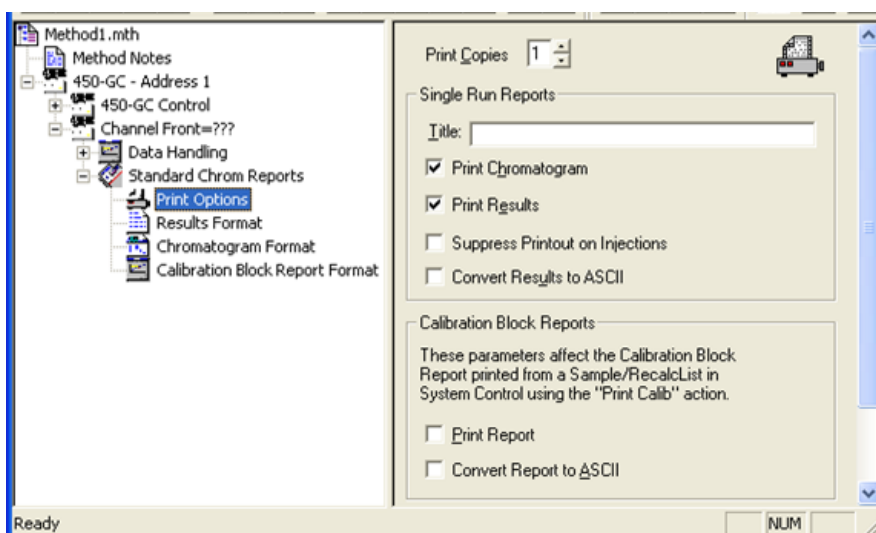 Method1.mth
Method Notes
450-GC - Address 1
450-GC Control
Channel Front=???
Data Handling
Standard Chrom Reports
Print Options
Results Format
Chromatogram Format
Calibration Block Report Format
Print Copies 1
Single Run Reports
Title:
Print Chromatogram
Print Results
Suppress Printout on Injections
Convert Results to ASCII
Calibration Block Reports
These parameters affect the Calibration Block
Report printed from a Sample/RecalcList in
System Control using the "Print Calib" action.
Print Report
Convert Report to ASCII
Ready
NUM